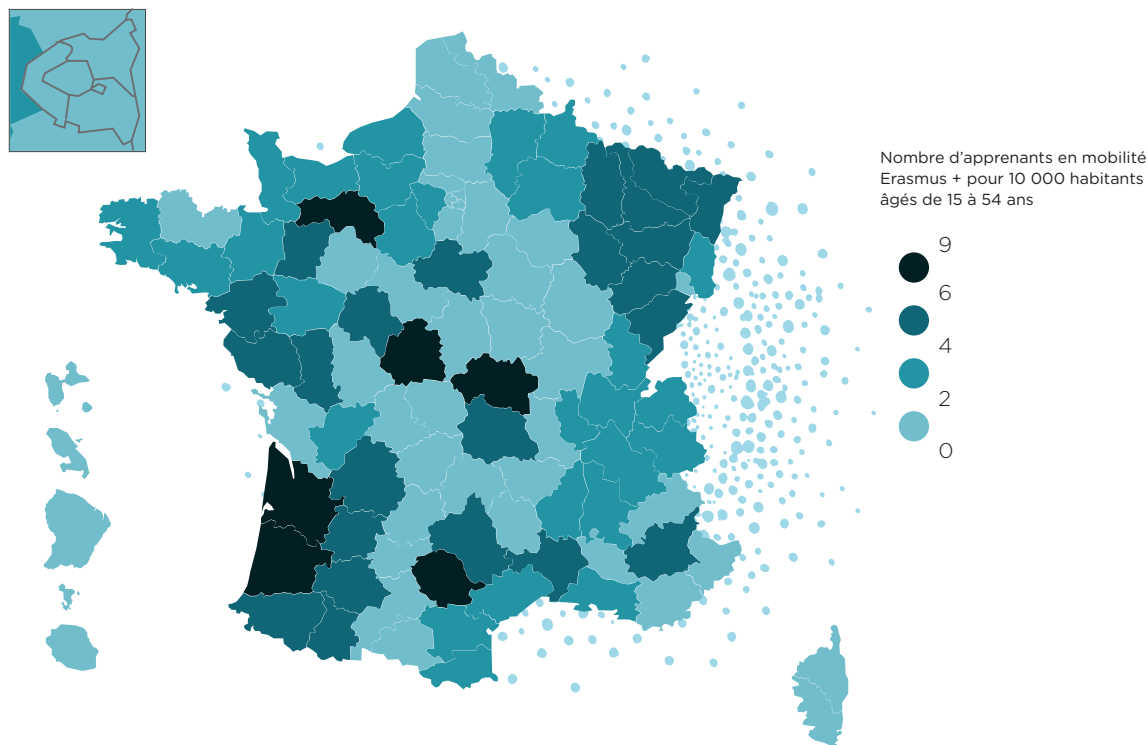 Nombre d'apprenants en mobilité
Erasmus + pour 10 000 habitants
âgés de 15 à 54 ans
9
6
4
2
0